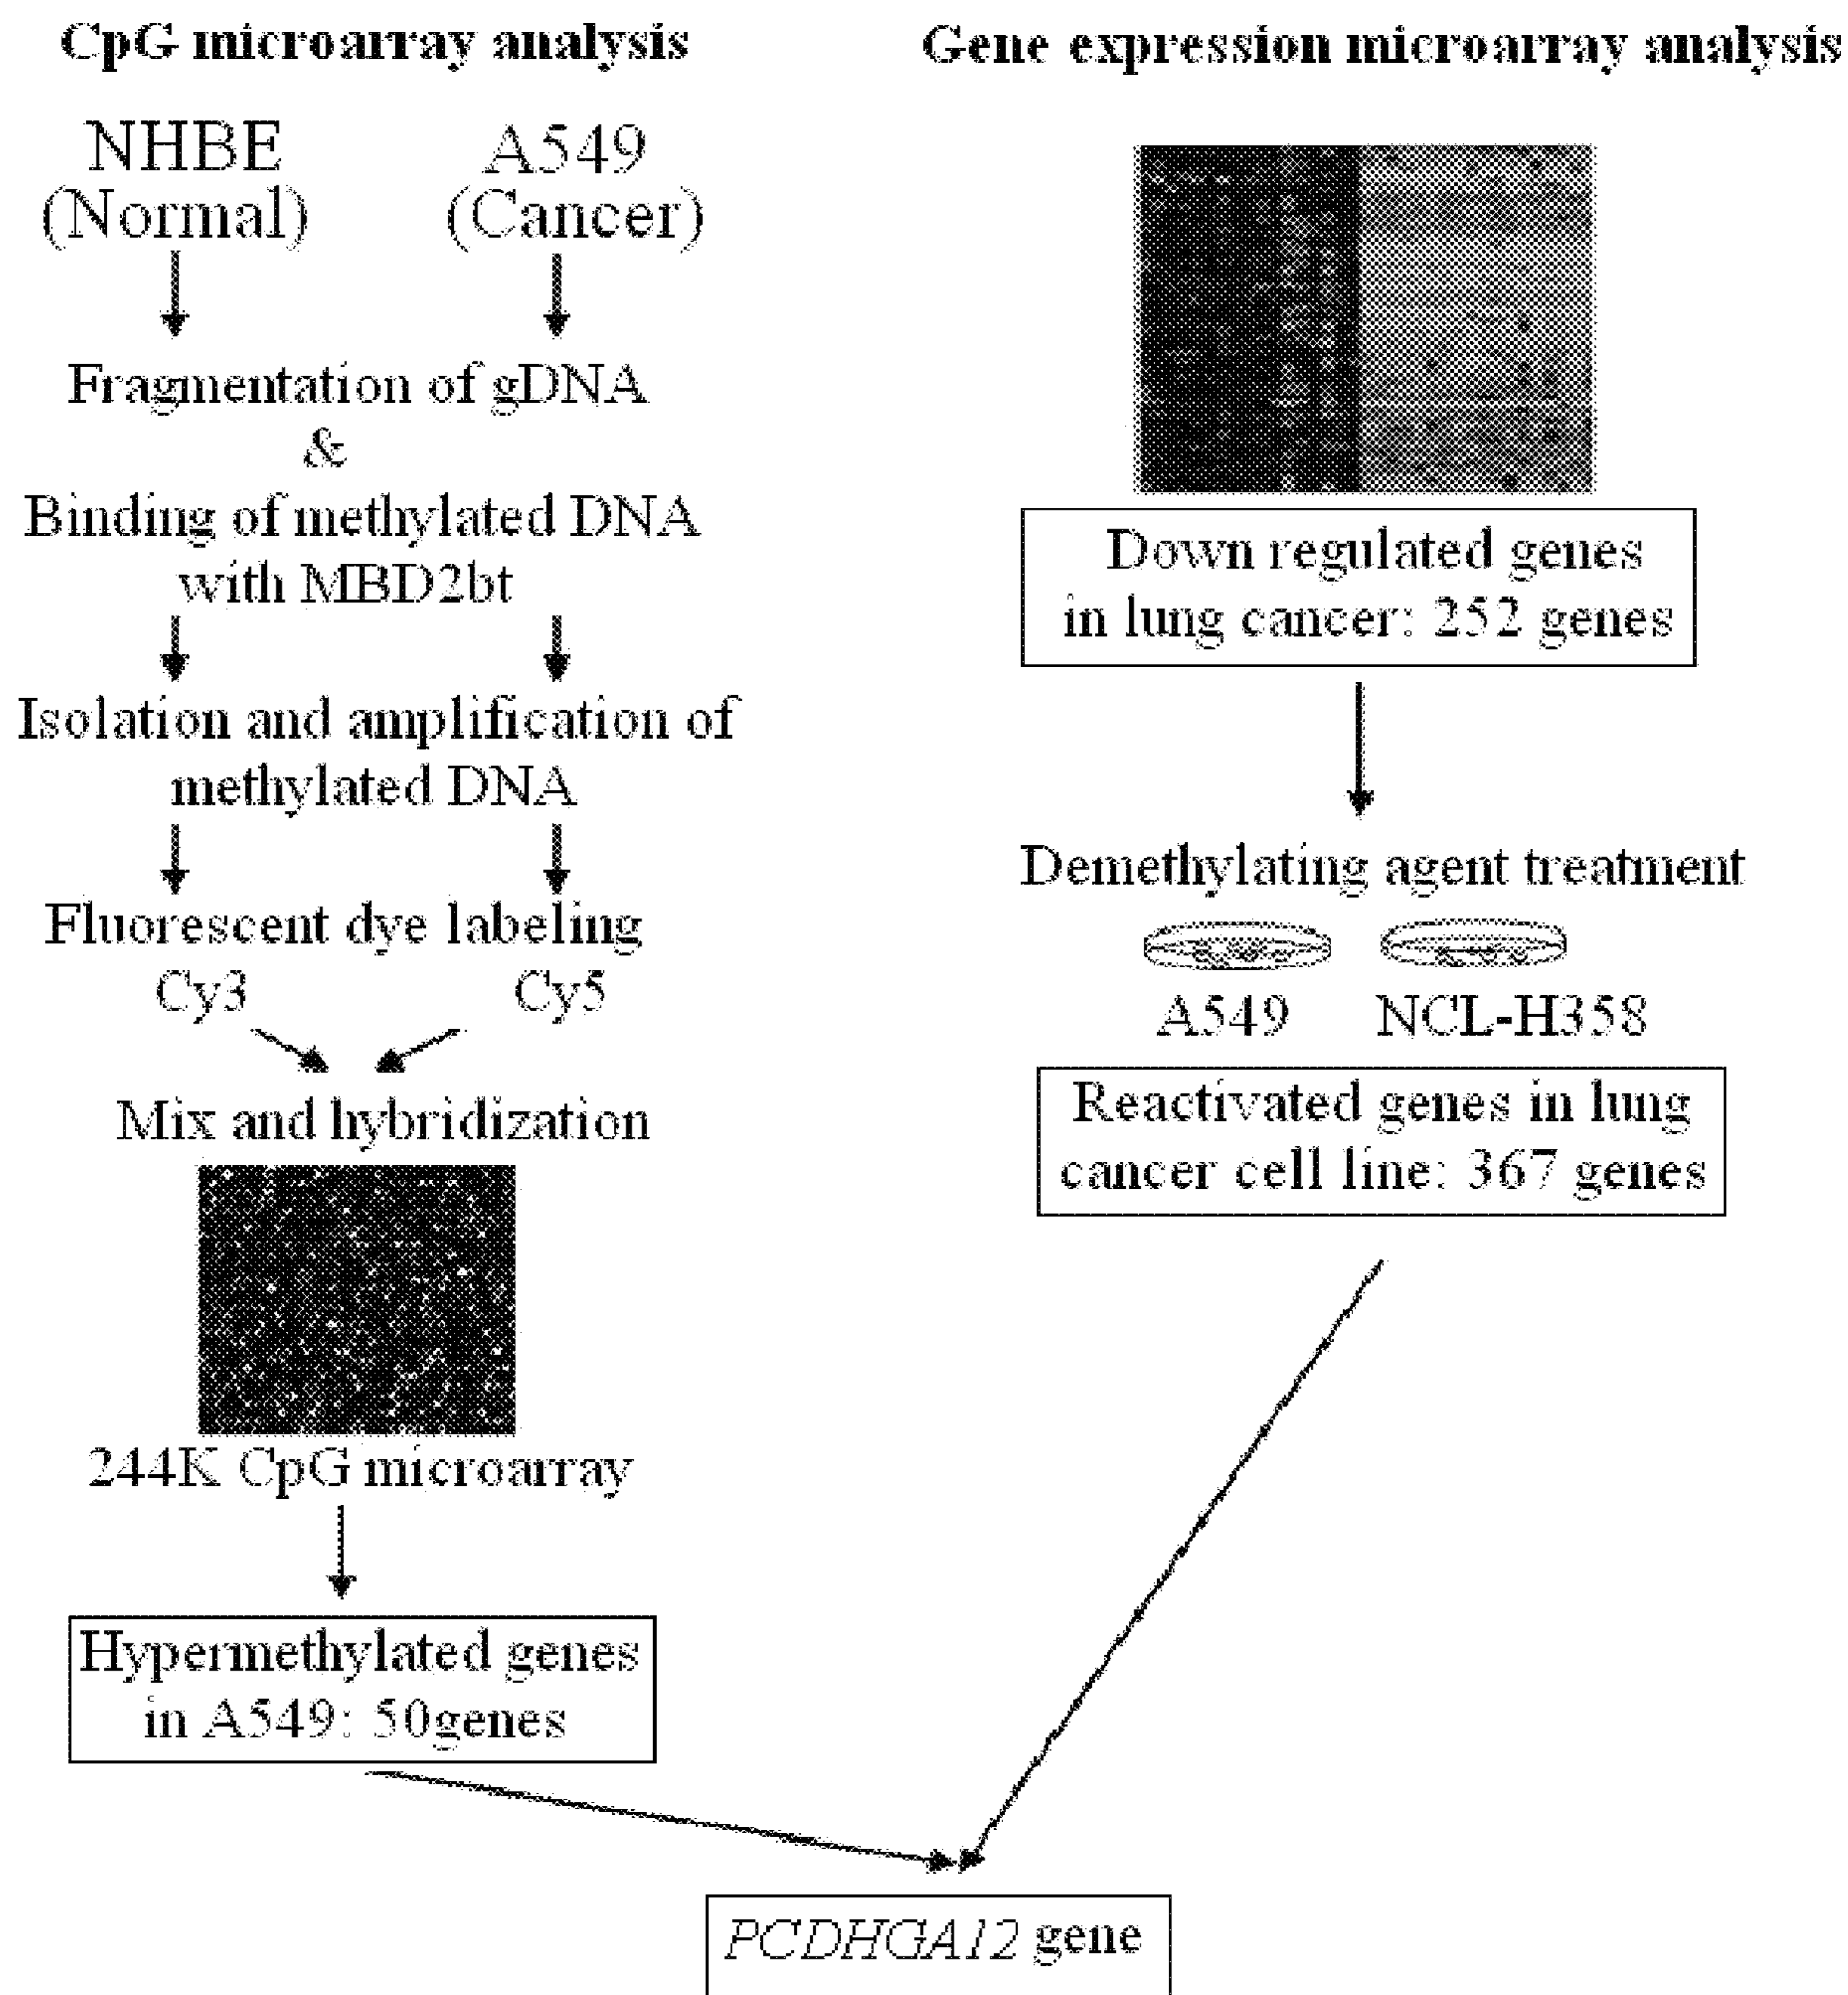 CpG microarray analysis
NHBE
(Normal)
A549
(Cancer)
Fragmentation of gDNA
&
Binding of methylated DNA
with MBD2bt
Isolation and amplification of
methylated DNA
Fluorescent dye labeling
Cy3
Cy5
Mix and hybridization
244K CpG microarray
Hypermethylated genes
in A549: 50genes
Gene expression microarray analysis
Down regulated genes
in lung cancer: 252 genes
Demethylating agent treatment
A549
NCL-H358
Reactivated genes in lung
cancer cell line: 367 genes
PCDHGA12 gene